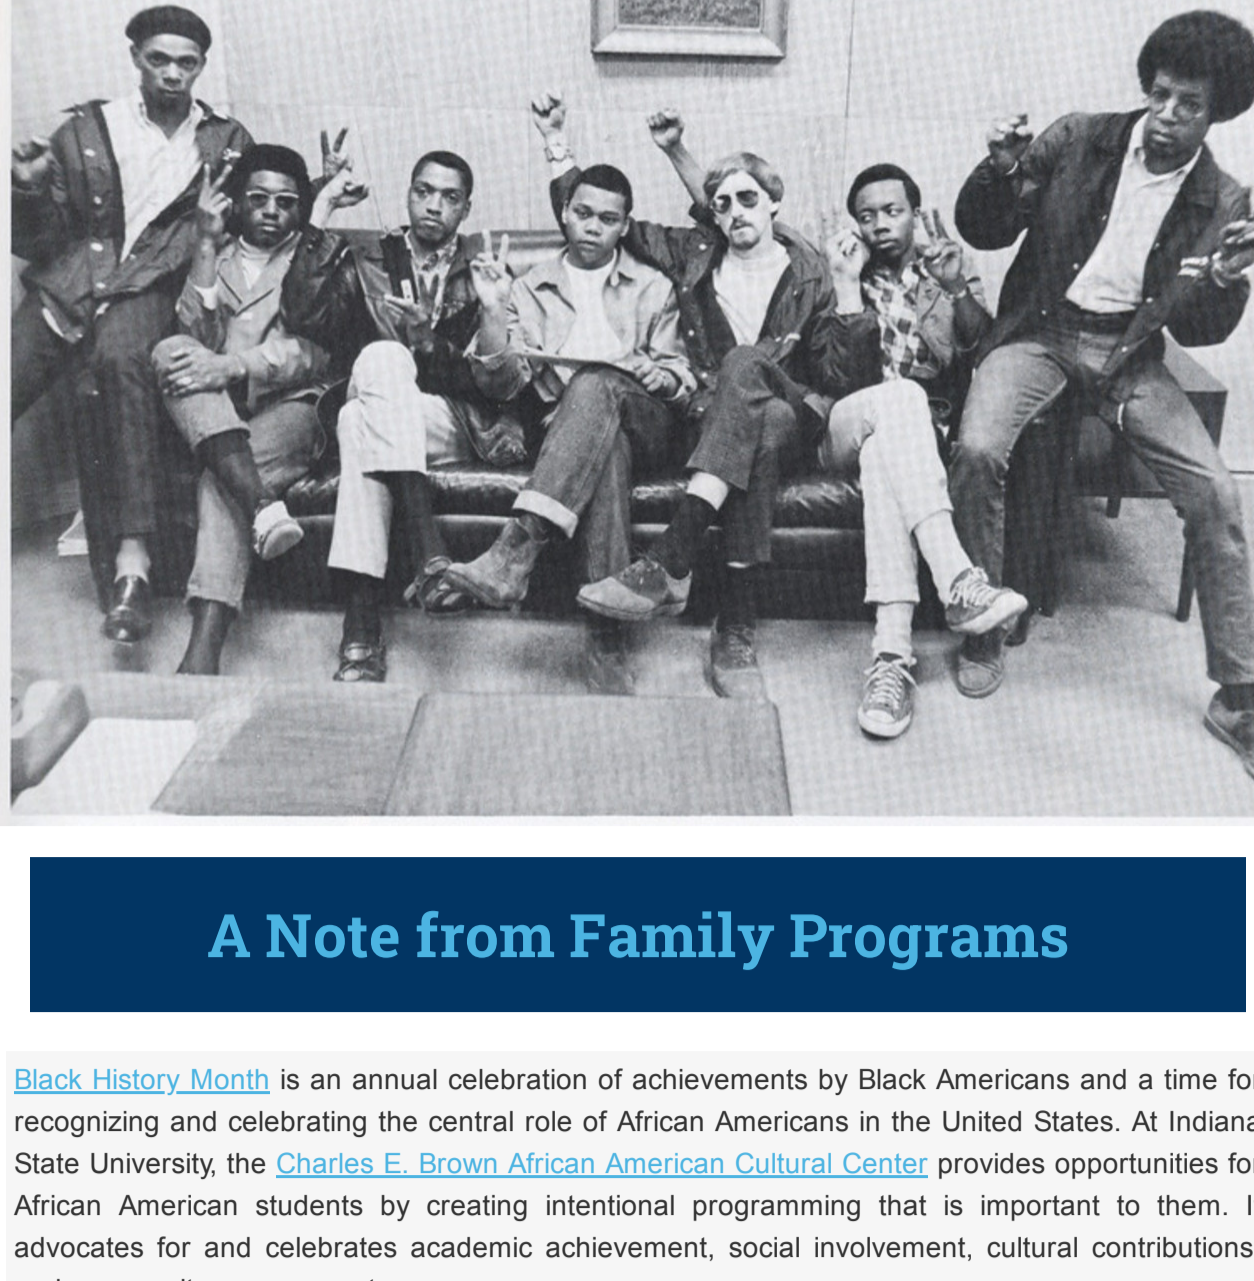 A Note from Family Programs
Black History Month is an annual celebration of achievements by Black Americans and a time for
recognizing and celebrating the central role of African Americans in the United States. At Indiana
State University, the Charles E. Brown African American Cultural Center provides opportunities for
African American students by creating intentional programming that is important to them. I
advocates for and celebrates academic achievement, social involvement, cultural contributions